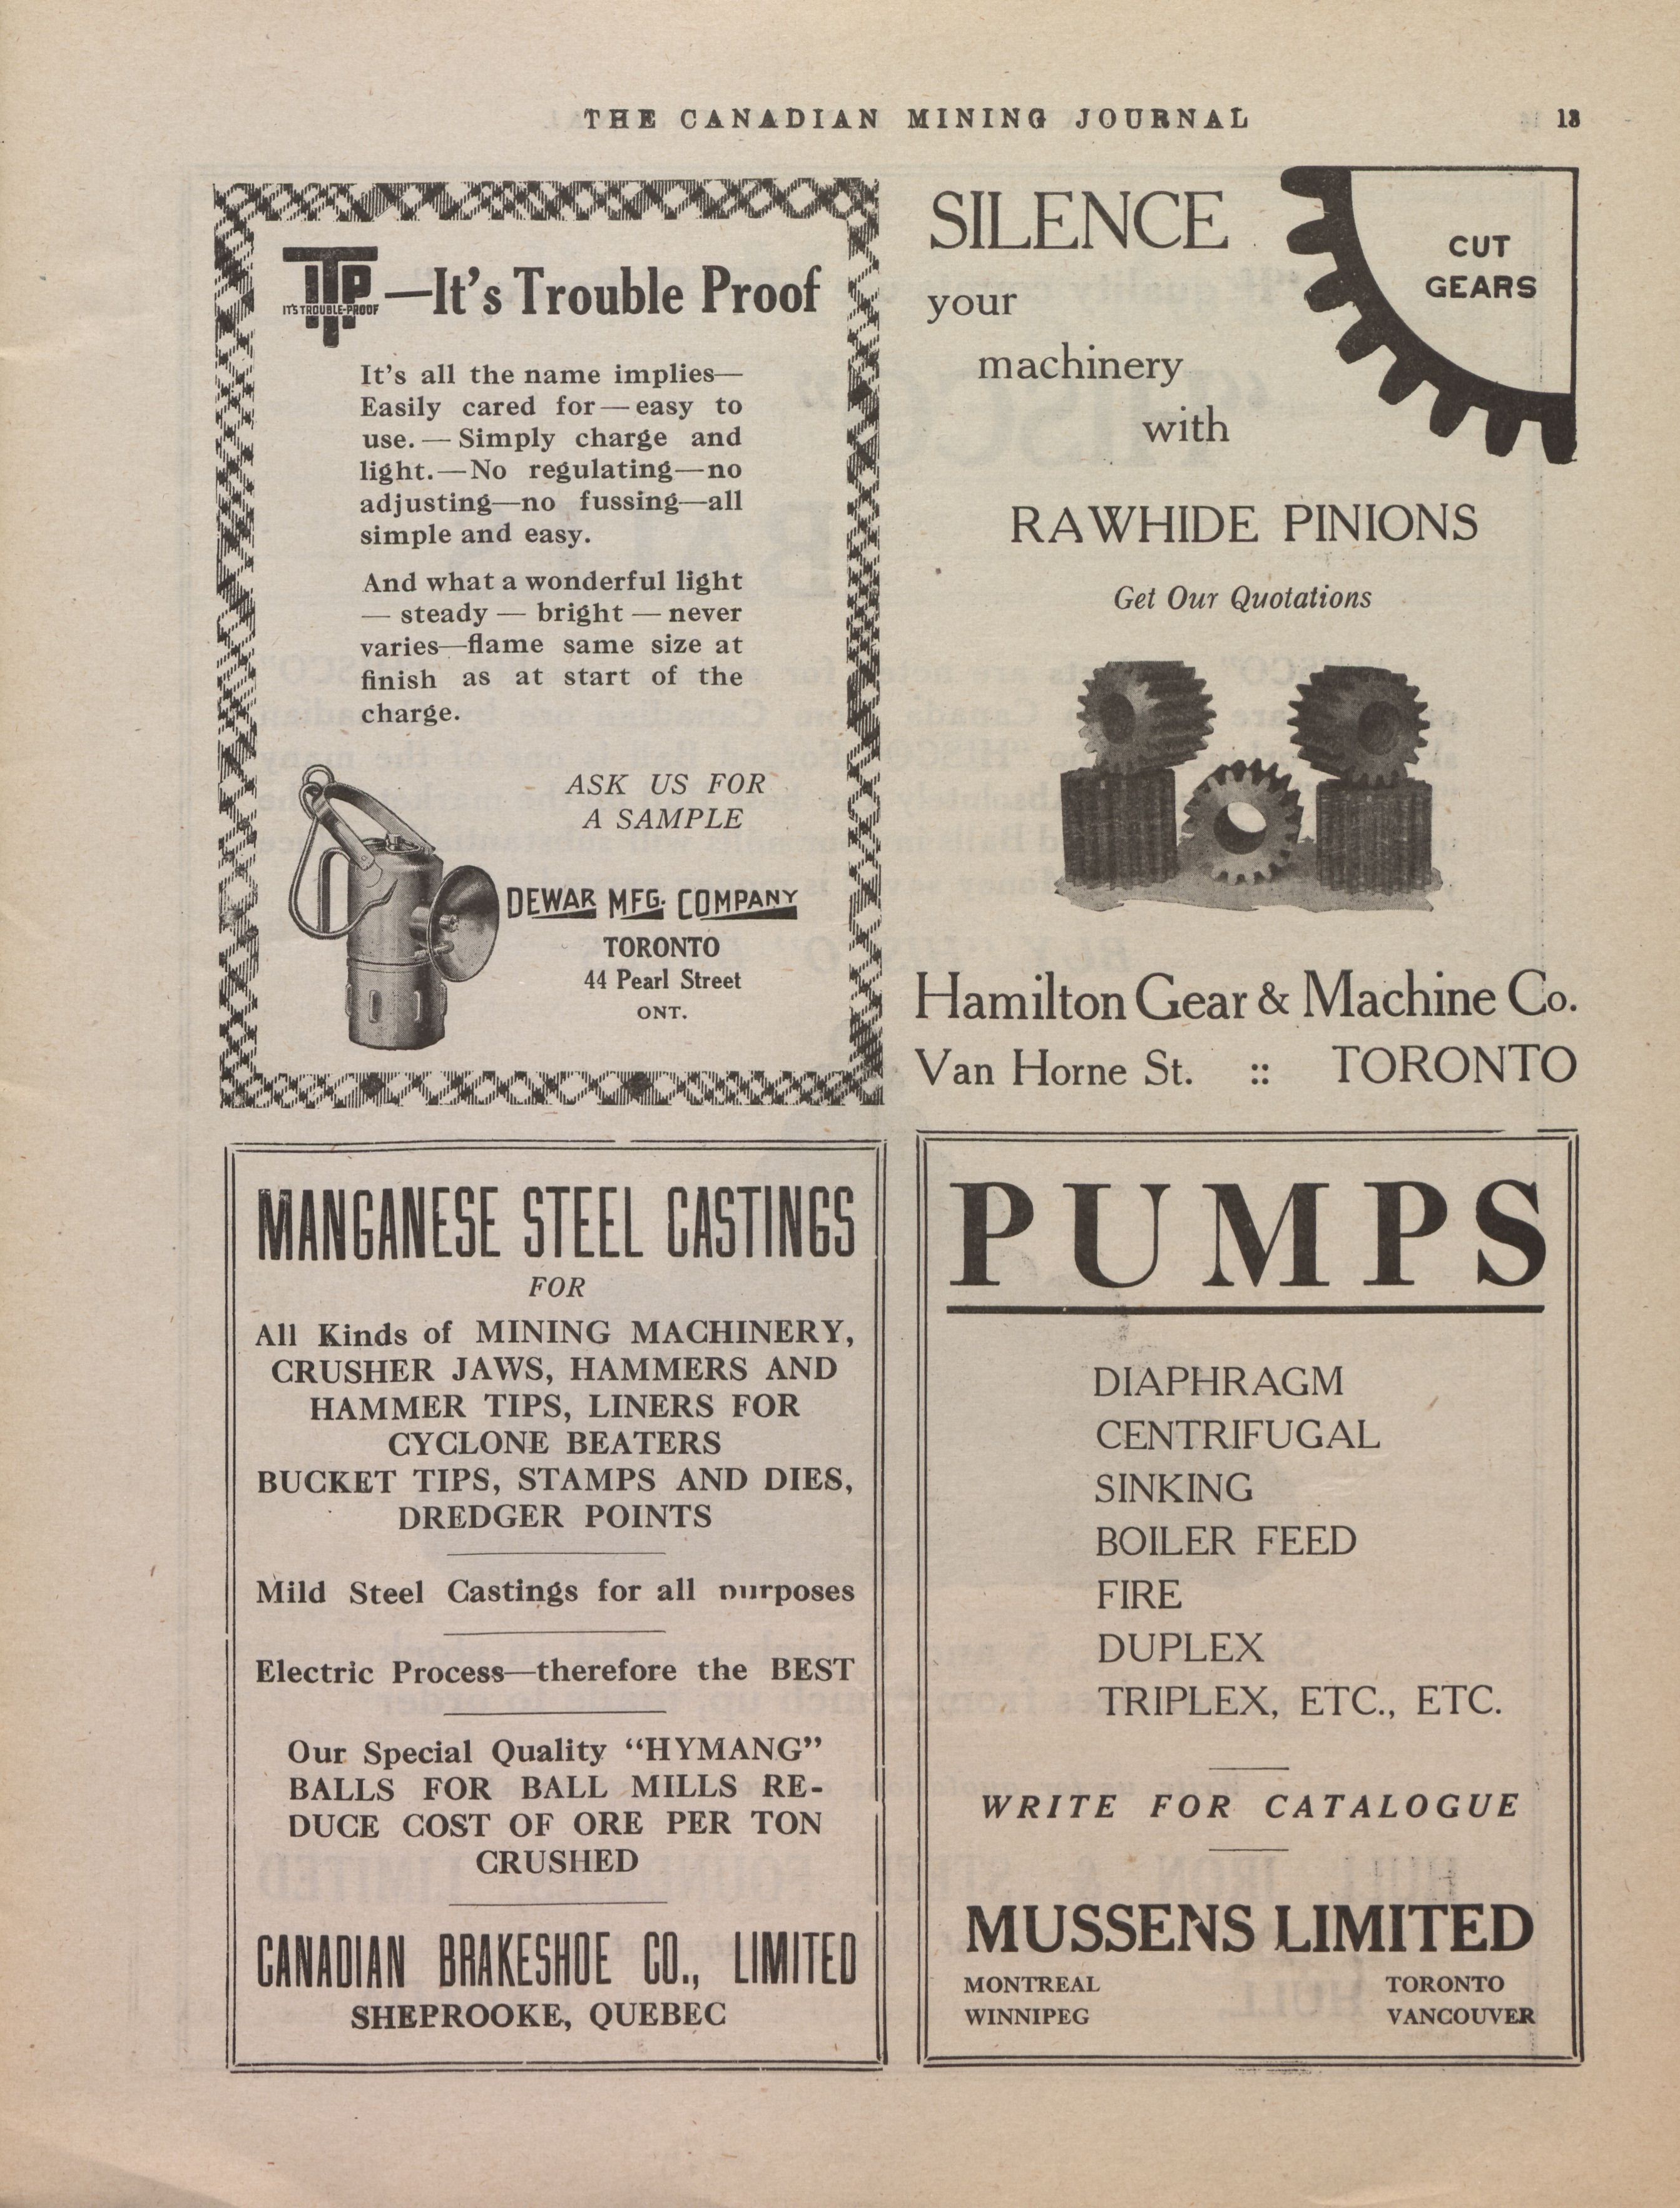 THE CANADIAN MINING JOURNAL 13
ITP
IT'S TROUBLE-PROOF
—It's Trouble Proof
It's all the name implies—
Easily cared for—easy to
use.—Simply charge and
light.—No regulating—no
adjusting—no fussing—all
simple and easy.
And what a wonderful light
— steady — bright — never
varies—flame same size at
finish as at start of the
charge.
ASK US FOR
A SAMPLE
DEWAR MFG. COMPANY
TORONTO
44 Pearl Street
ONT.
SILENCE
your
machinery
with
CUT
GEARS
RAWHIDE PINIONS
Get Our Quotations
Hamilton Gear & Machine Co.
Van Horne St. :: TORONTO
MANGANESE STEEL CASTINGS
FOR
All Kinds of MINING MACHINERY,
CRUSHER JAWS, HAMMERS AND
HAMMER TIPS, LINERS FOR
CYCLONE BEATERS
BUCKET TIPS, STAMPS AND DIES,
DREDGER POINTS
Mild Steel Castings for all purposes
Electric Process—therefore the BEST
Our Special Quality “HYMANG”
BALLS FOR BALL MILLS RE-
DUCE COST OF ORE PER TON
CRUSHED
CANADIAN BRAKESHOE CO., LIMITED
SHEPROOKE, QUEBEC
PUMPS
DIAPHRAGM
CENTRIFUGAL
SINKING
BOILER FEED
FIRE
DUPLEX
TRIPLEX, ETC., ETC.
WRITE FOR CATALOGUE
MUSSENS LIMITED
MONTREAL TORONTO
WINNIPEG VANCOUVER